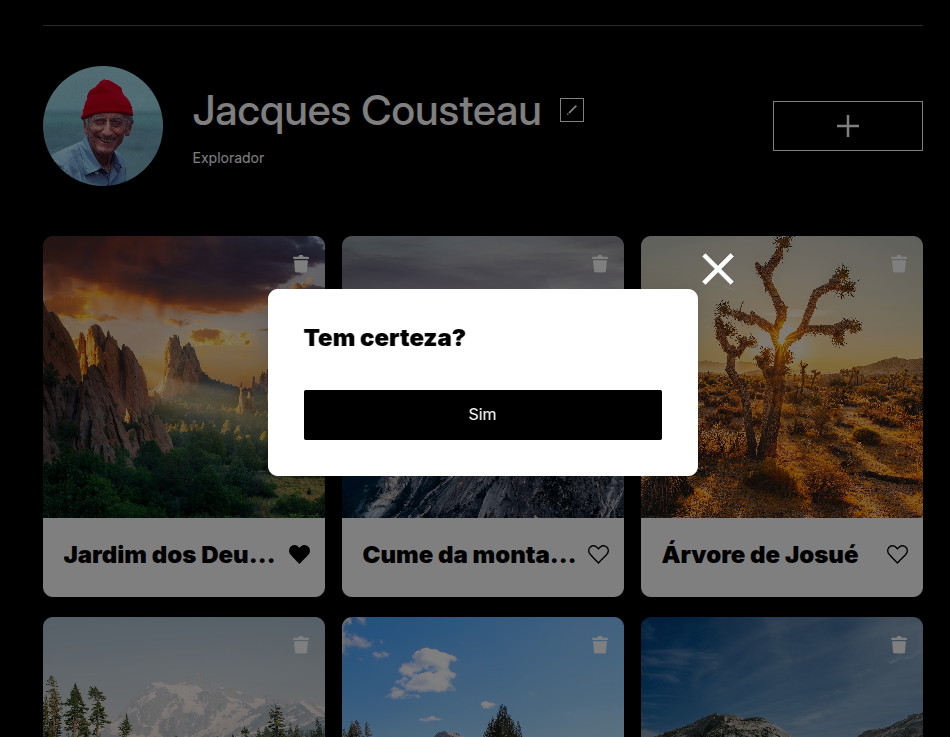 Jacques Cousteau
Explorador
Tem certeza?
Sim
Jardim dos Deu...
Cume da monta...
Árvore de Josué